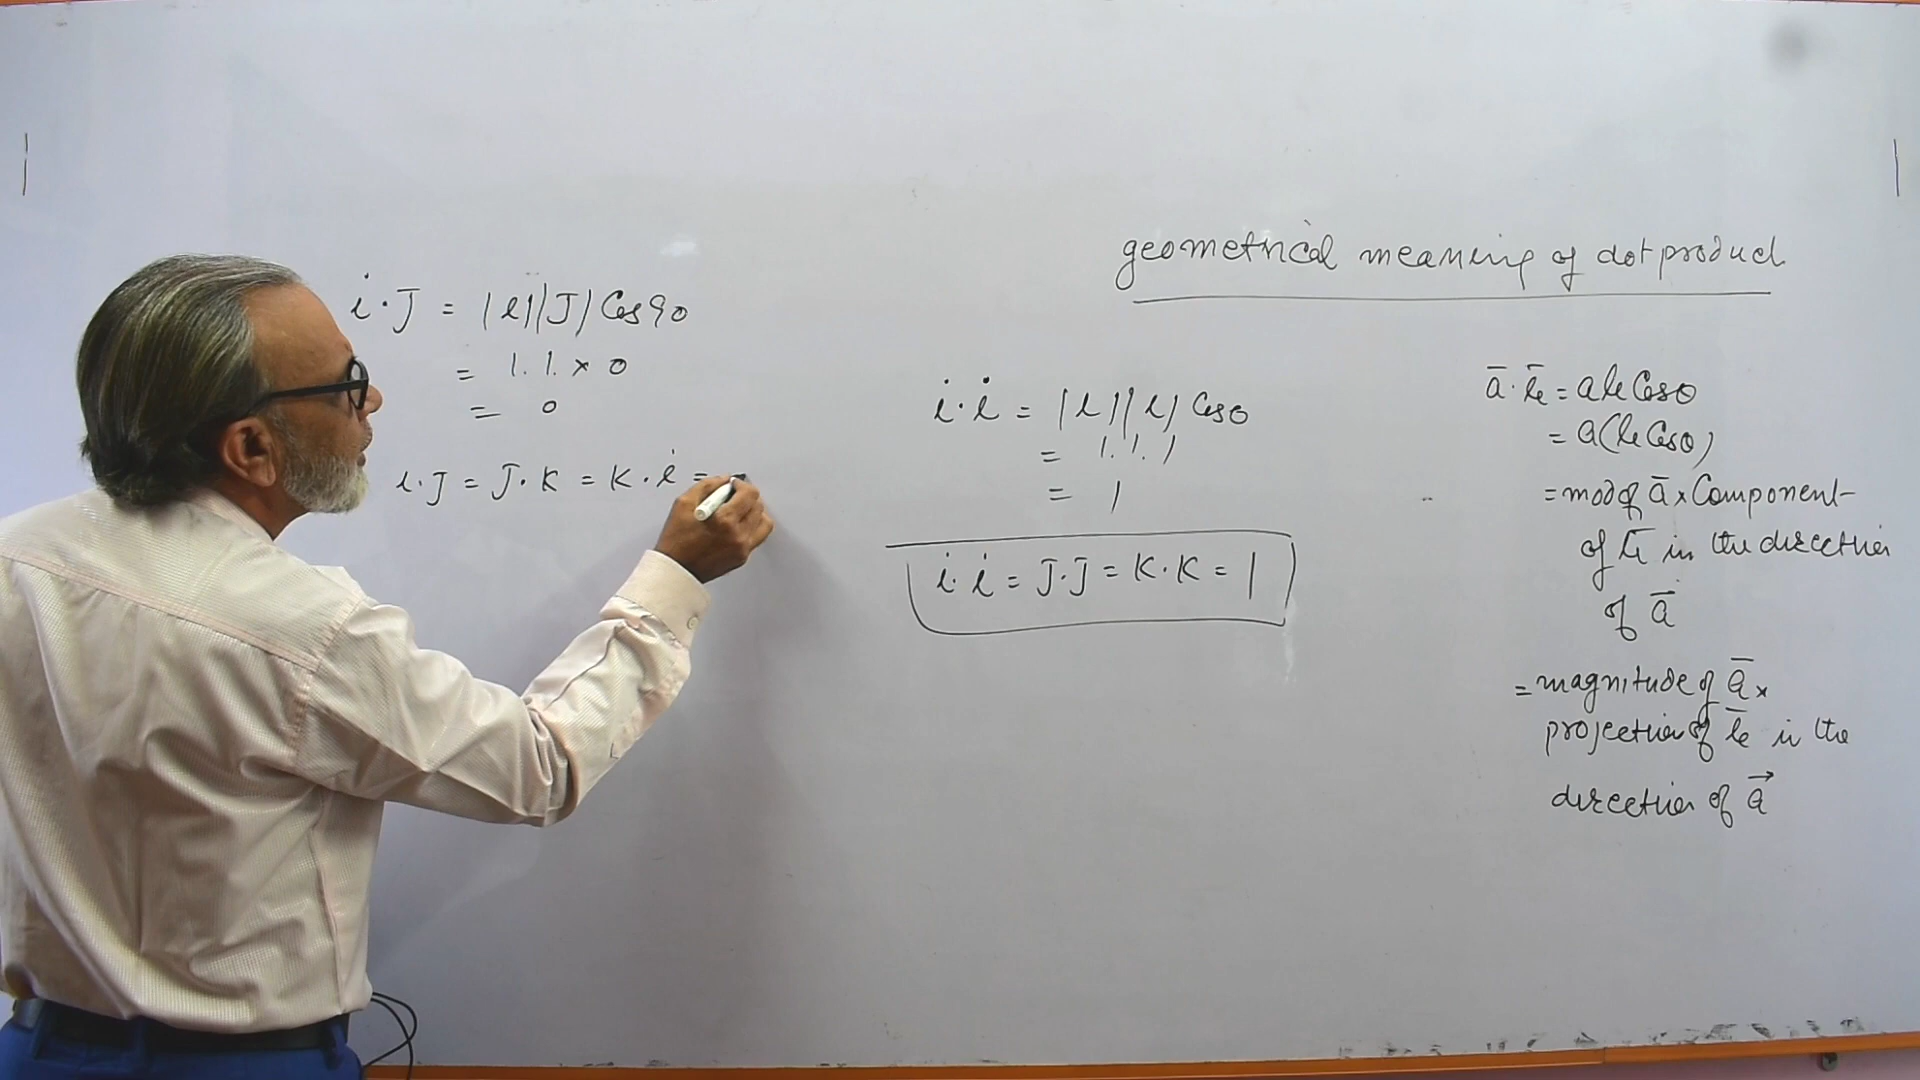 geometrical meaning of dot product
i·J = |i||J| Cos90
= 1.1.×0
= 0
i·J = J·K = K·i =
i·i = |i||i| Cos0
= 1.1.1
= 1
i·i = J·J = K·K = 1
a̅·b̅ = ab Cosθ
= a(b Cosθ)
= mod of a̅ × Component
of b̅ in the direction
of a̅
= magnitude of a̅ ×
projection of b̅ in the
direction of a⃗